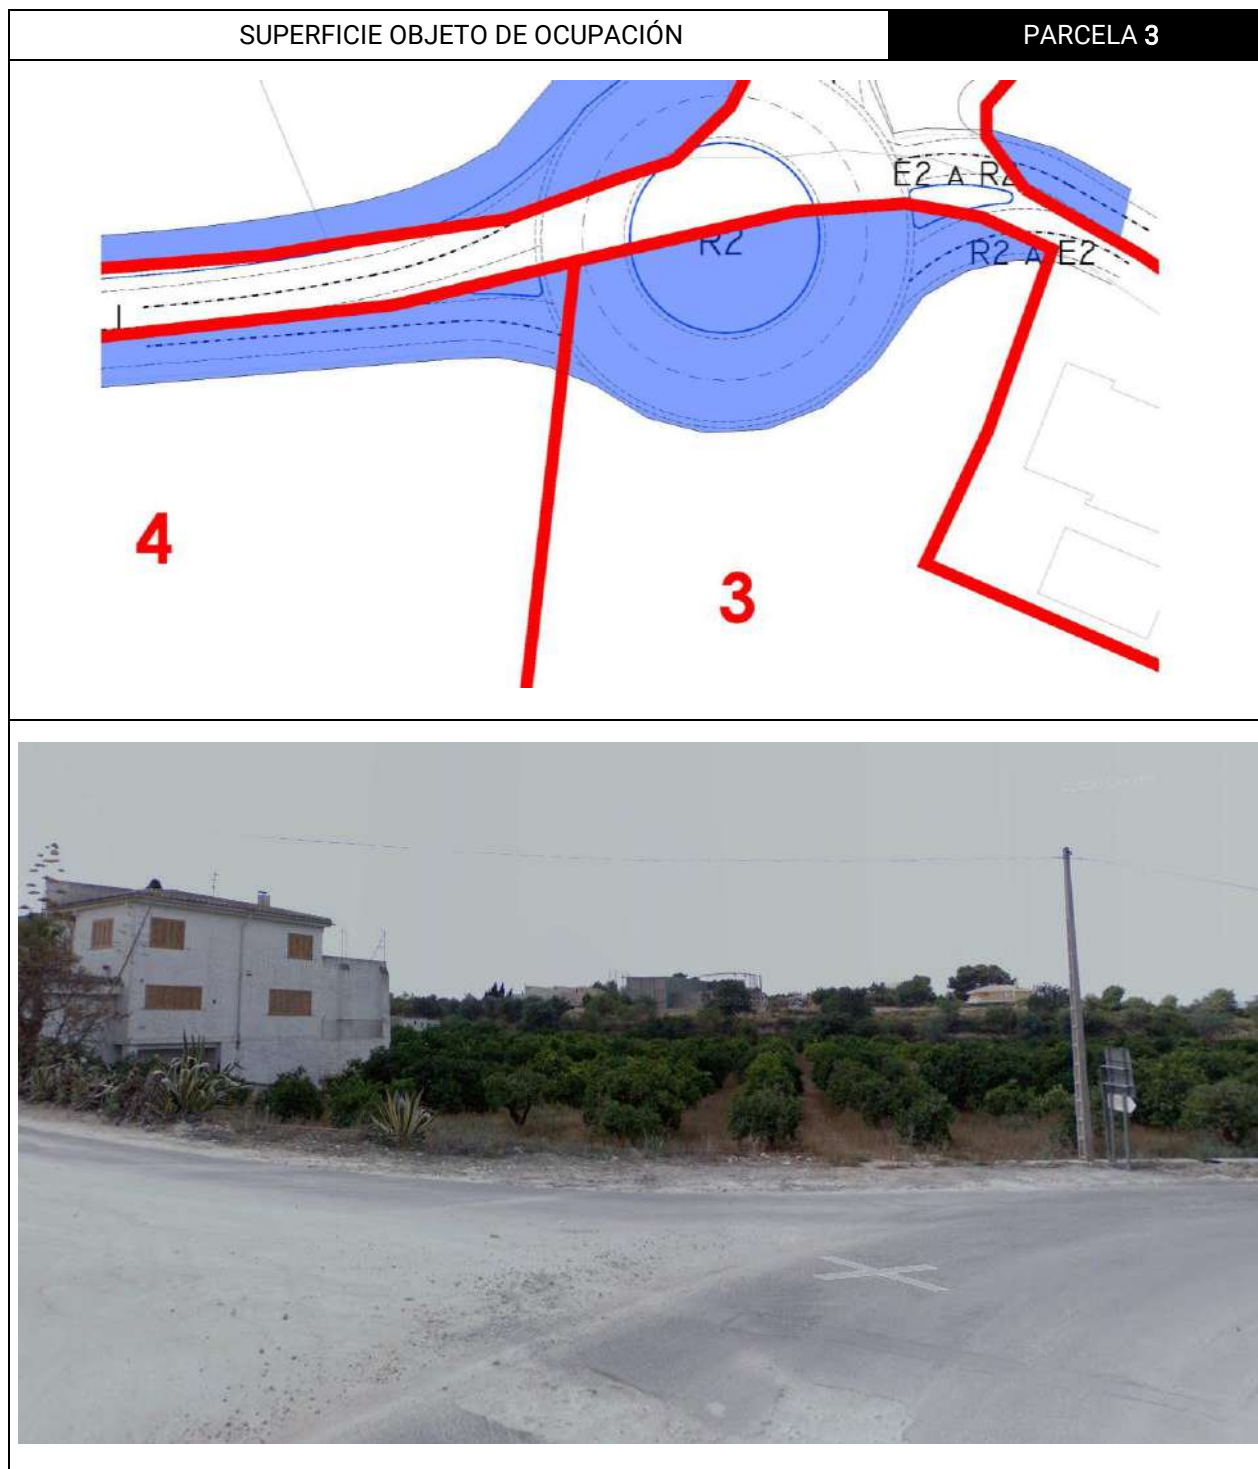 SUPERFICIE OBJETO DE OCUPACIÓN
PARCELA 3
E2 A R2
R2
R2 A E2
4
3